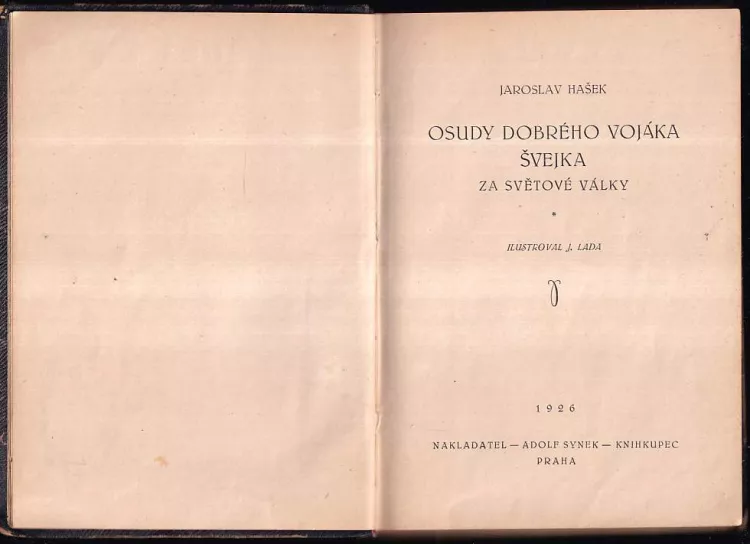 JAROSLAV HAŠEK
OSUDY DOBRÉHO VOJÁKA
ŠVEJKA
ZA SVĚTOVÉ VÁLKY
*
ILUSTROVAL J. LADA
1926
NAKLADATEL — ADOLF SYNEK — KNIHKUPEC
PRAHA